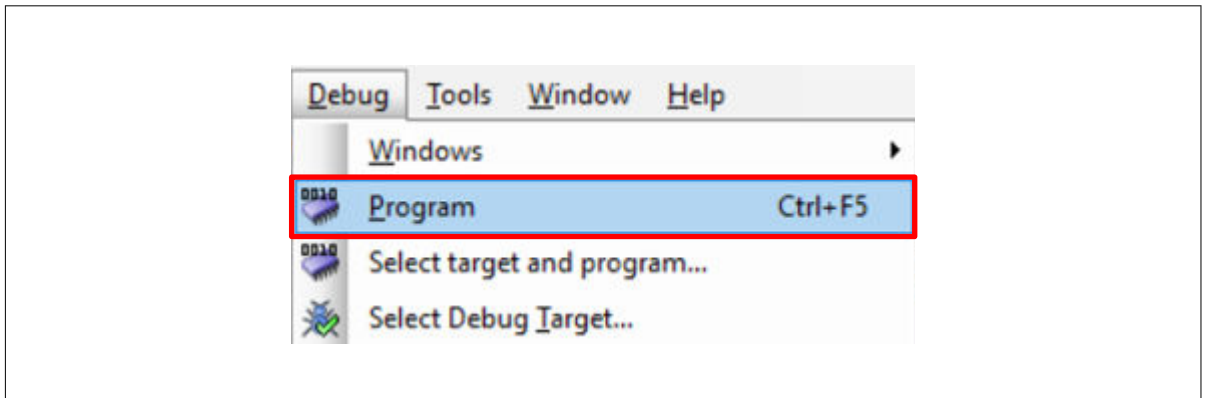 Debug Tools Window Help
Windows
0010 Program Ctrl+F5
0010 Select target and program...
Select Debug Target...